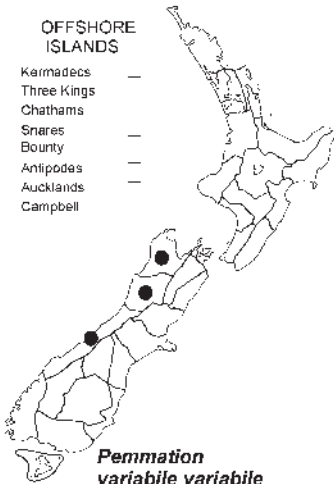 OFFSHORE
ISLANDS
Kermadecs
Three Kings
Chathams
Snares
Bounty
Antipodes
Aucklands
Campbell
Pemmation
variabile variabile